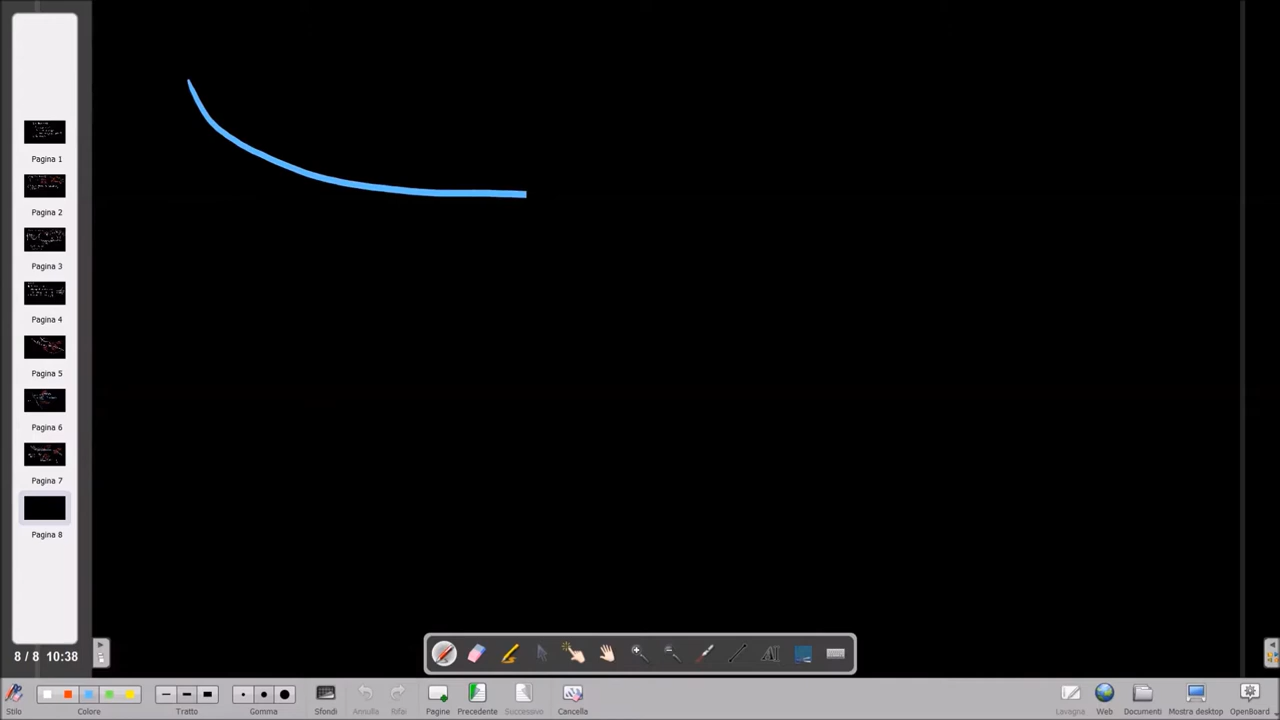 Pagina 1
Pagina 2
Pagina 3
Pagina 4
Pagina 5
Pagina 6
Pagina 7
Pagina 8
8 / 8 10:38
AI
Stilo
Colore
Tratto
Gomma
Sfondi
Annulla
Rifai
Pagine
Precedente
Successivo
Cancella
Lavagna
Web
Documenti
Mostra desktop
OpenBoard